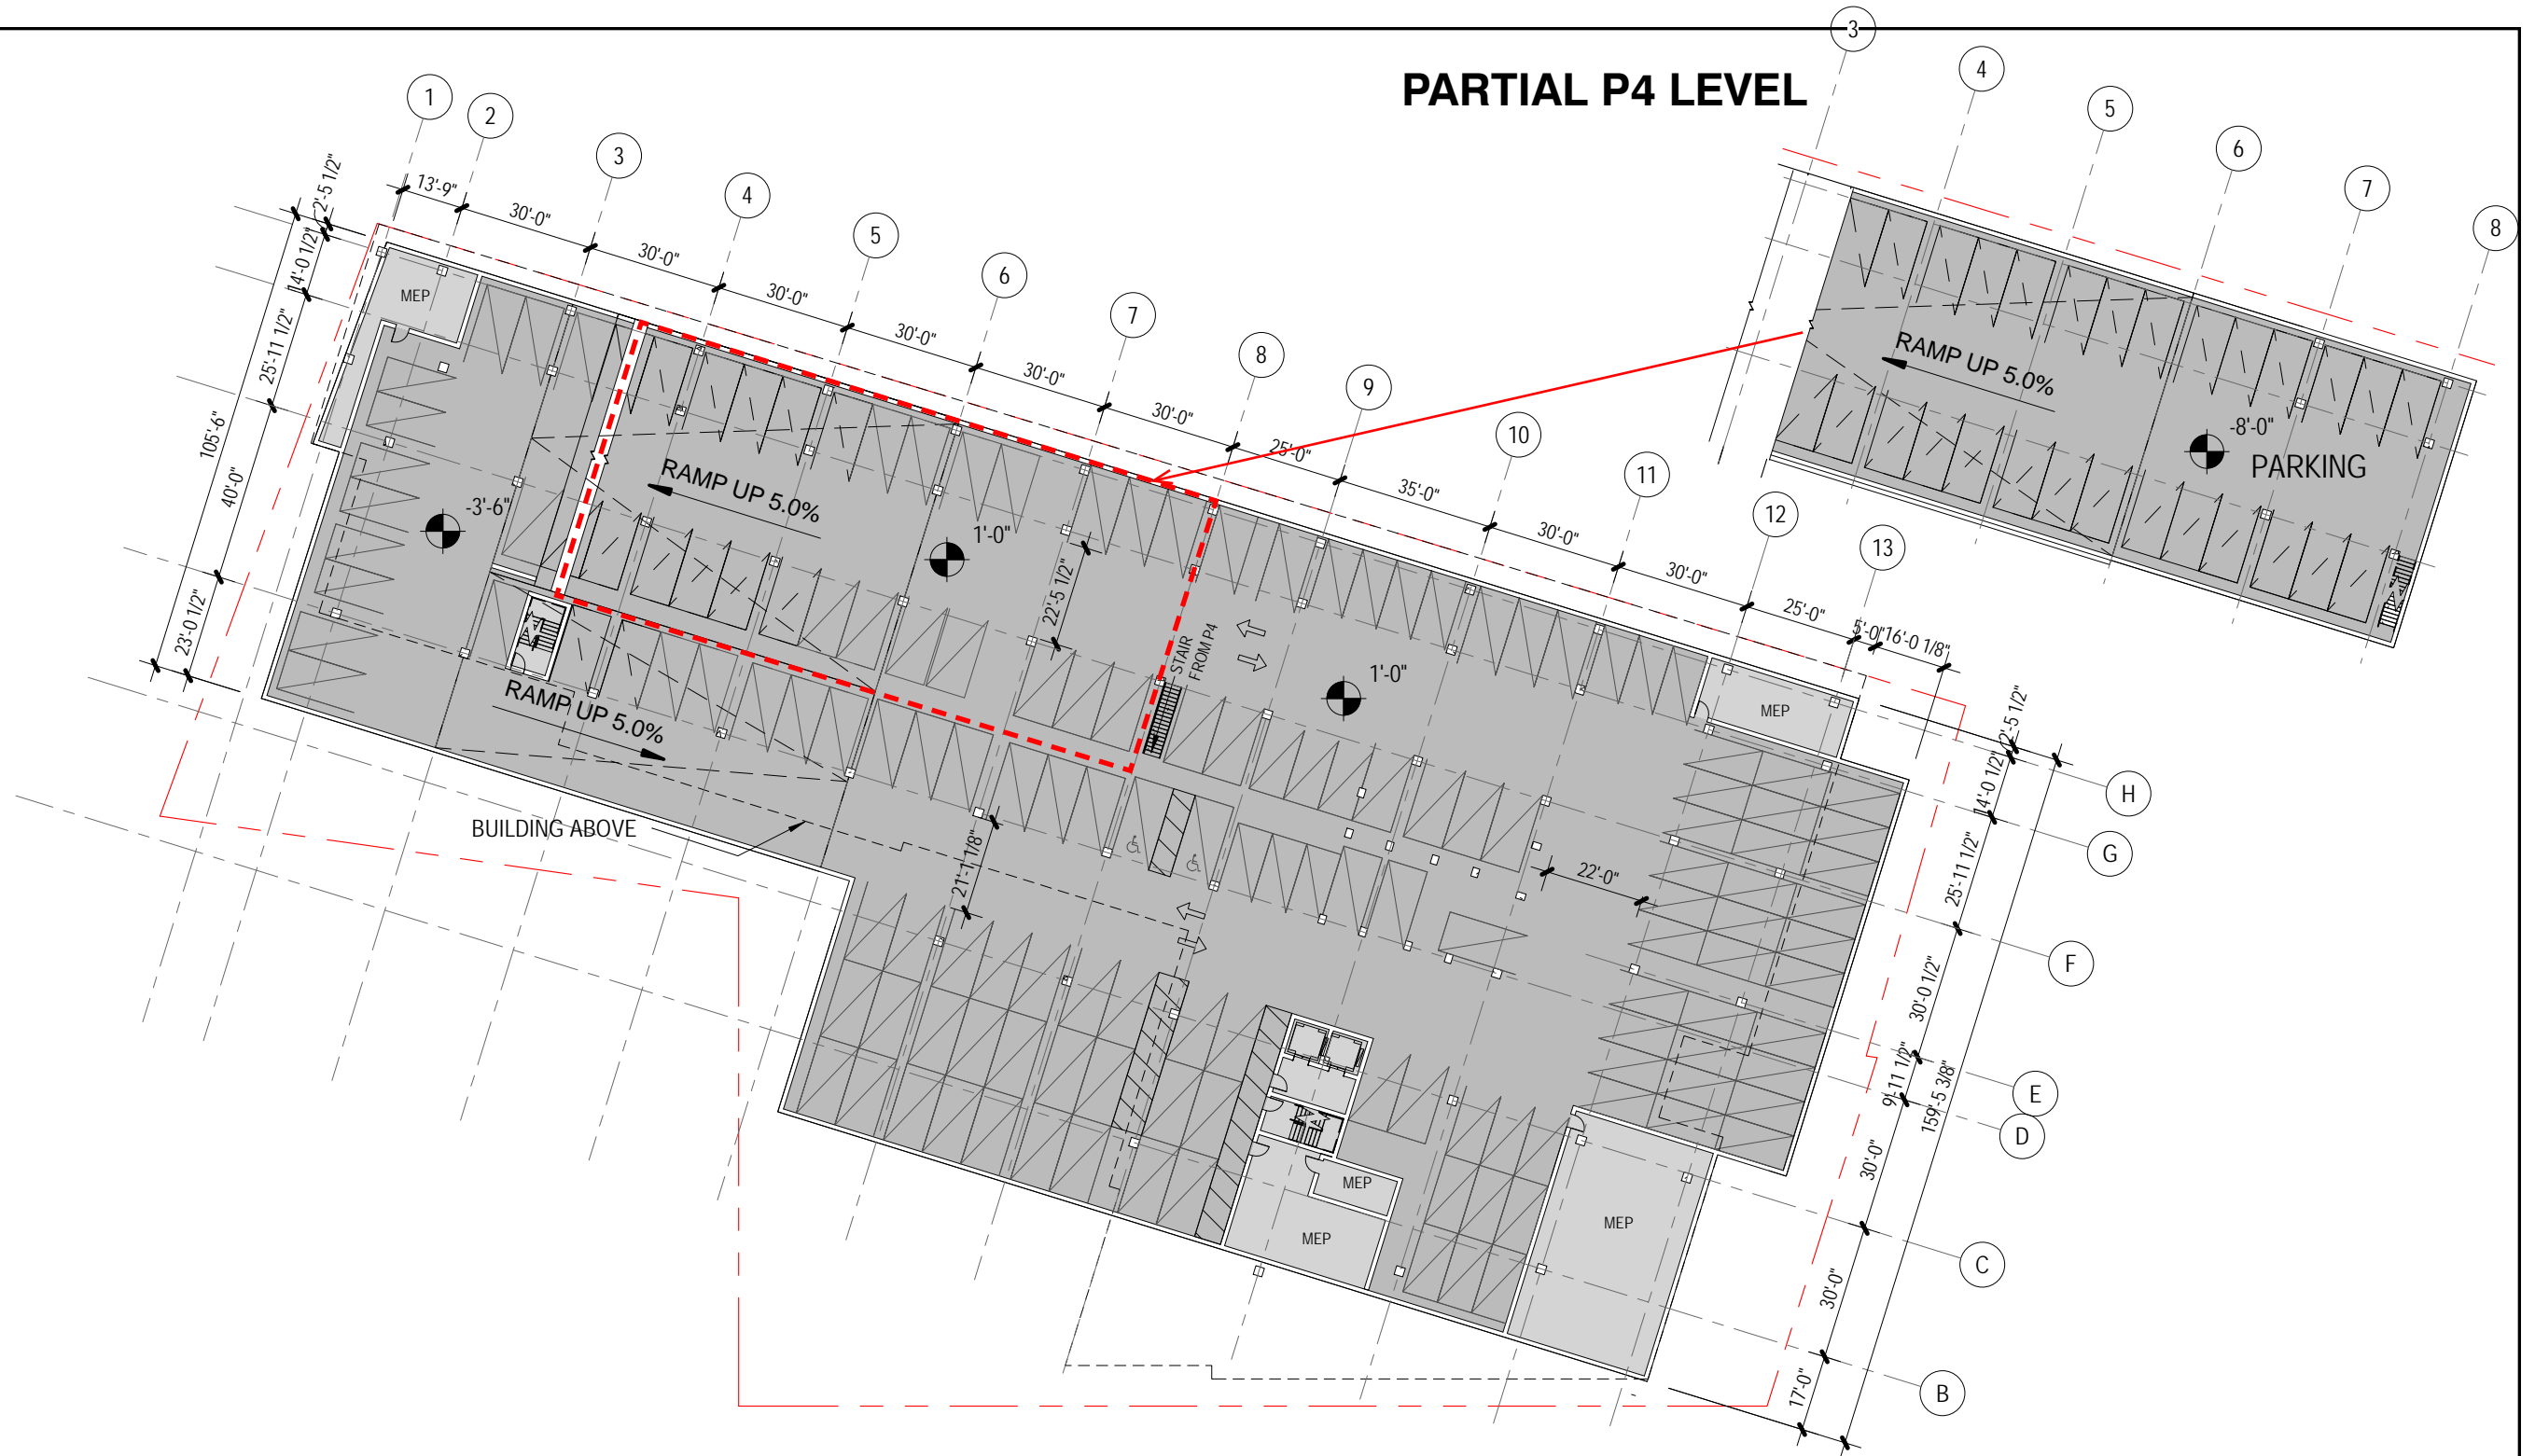 PARTIAL P4 LEVEL
3
4
5
6
7
8
1
2
3
4
5
6
7
8
9
10
11
12
13
13'-9"
30'-0"
30'-0"
30'-0"
30'-0"
30'-0"
30'-0"
25'-0"
35'-0"
30'-0"
30'-0"
25'-0"
5'-0"
16'-0 1/8"
2'-5 1/2"
14'-0 1/2"
25'-11 1/2"
105'-6"
40'-0"
23'-0 1/2"
MEP
-3'-6"
RAMP UP 5.0%
1'-0"
22'-5 1/2"
STAIR
FROM P4
1'-0"
RAMP UP 5.0%
BUILDING ABOVE
21'-11 1/8"
22'-0"
MEP
MEP
MEP
MEP
RAMP UP 5.0%
-8'-0"
PARKING
2'-5 1/2"
14'-0 1/2"
25'-11 1/2"
30'-0 1/2"
9'-11 1/2"
159'-5 3/8"
30'-0"
30'-0"
17'-0"
H
G
F
E
D
C
B